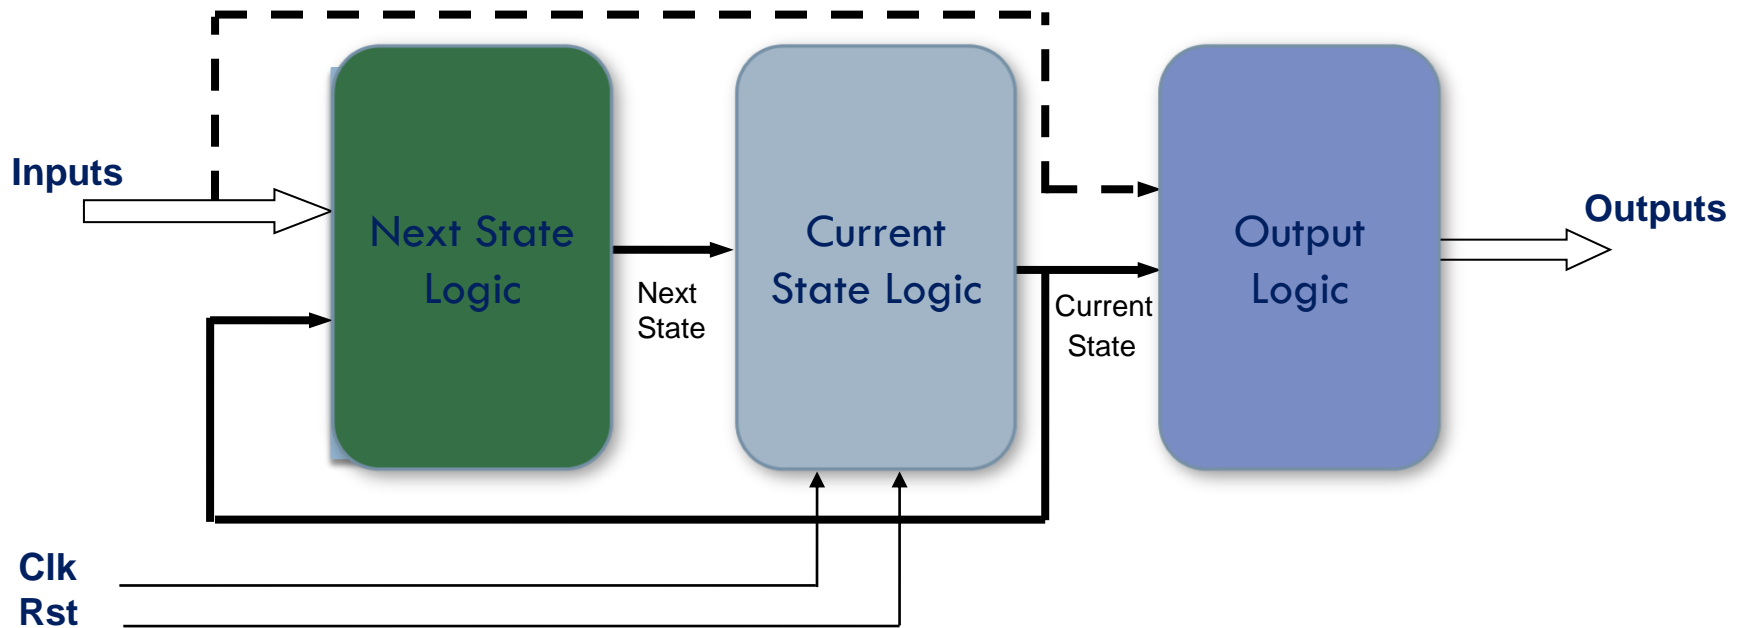 Inputs
Next State
Logic
Next
State
Current
State Logic
Current
State
Output
Logic
Outputs
Clk
Rst